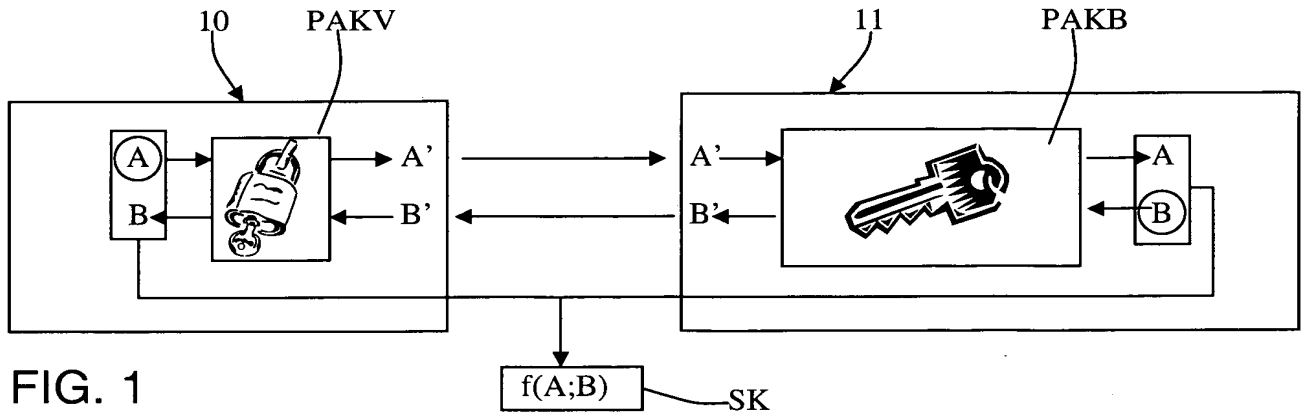 10 PAKV 11 PAKB
A A' A' A
B B' B' B
f(A;B)
FIG. 1 SK